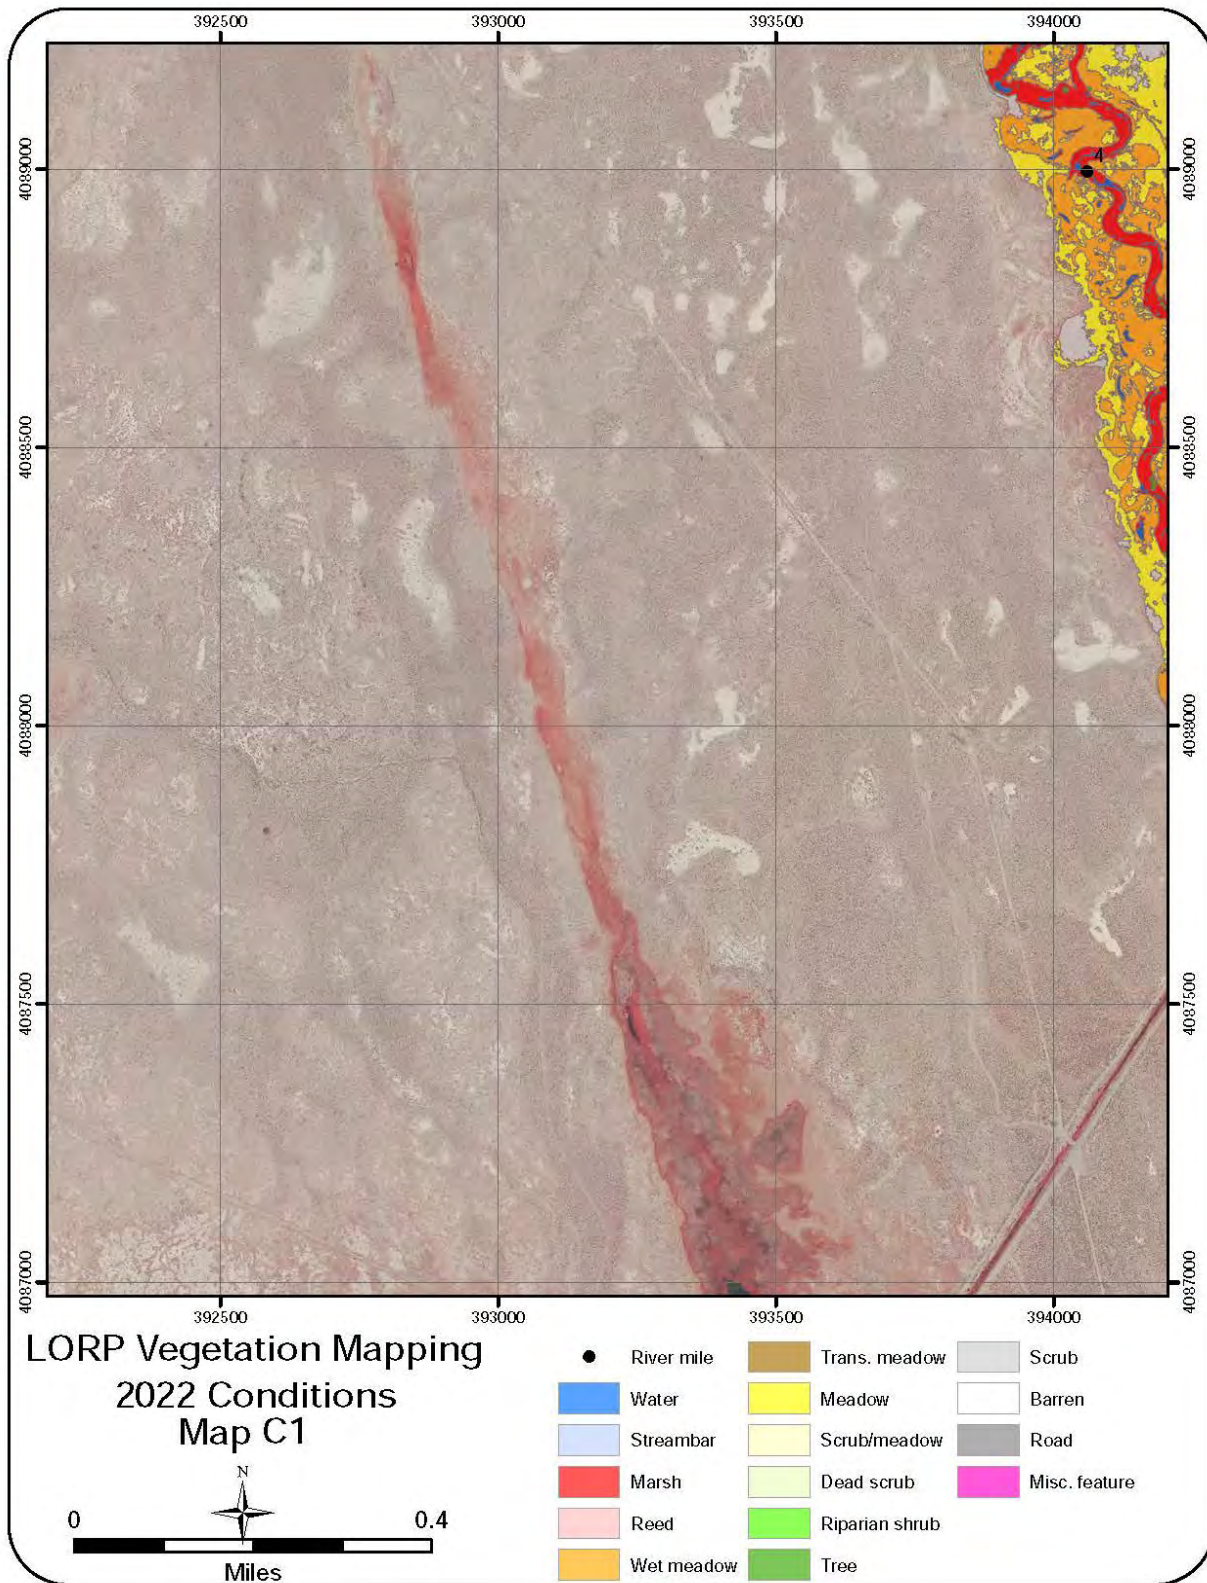 392500
393000
393500
394000
4089000
4089000
4
4088500
4088500
4088000
4088000
4087500
4087500
4087000
4087000
392500
393000
393500
394000
LORP Vegetation Mapping
2022 Conditions
Map C1
N
0 0.4
Miles
River mile
Water
Streambar
Marsh
Reed
Wet meadow
Trans. meadow
Meadow
Scrub/meadow
Dead scrub
Riparian shrub
Tree
Scrub
Barren
Road
Misc. feature